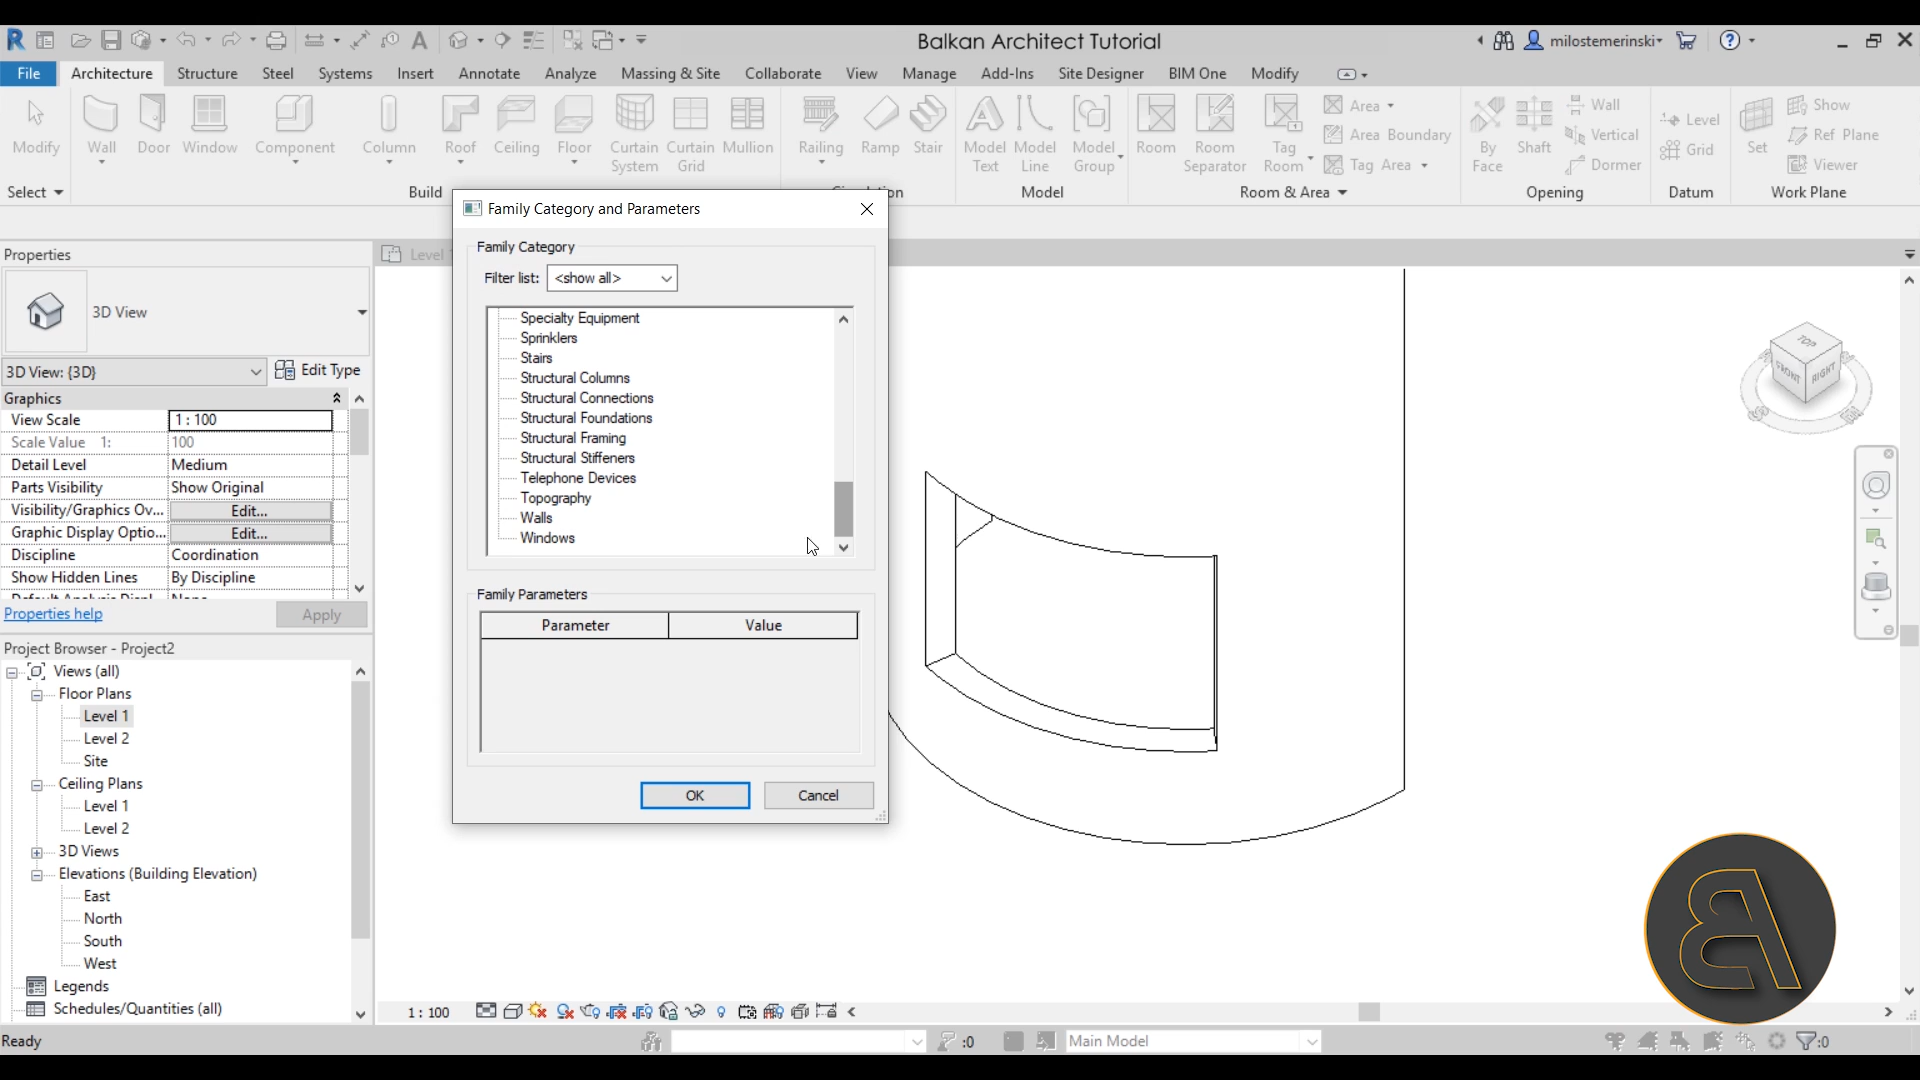 Balkan Architect Tutorial
milostemerinski
File
Architecture
Structure
Steel
Systems
Insert
Annotate
Analyze
Massing & Site
Collaborate
View
Manage
Add-Ins
Site Designer
BIM One
Modify
Modify
Wall
Door
Window
Component
Column
Roof
Ceiling
Floor
Curtain System
Curtain Grid
Mullion
Railing
Ramp
Stair
Model Text
Model Line
Model Group
Room
Room Separator
Tag Room
Area
Area Boundary
Tag Area
By Face
Shaft
Wall
Vertical
Dormer
Level
Grid
Set
Show
Ref Plane
Viewer
Select
Build
Model
Room & Area
Opening
Datum
Work Plane
Properties
3D View
3D View: {3D}
Edit Type
Graphics
View Scale
1 : 100
Scale Value 1:
100
Detail Level
Medium
Parts Visibility
Show Original
Visibility/Graphics Ov...
Edit...
Graphic Display Optio...
Edit...
Discipline
Coordination
Show Hidden Lines
By Discipline
Properties help
Apply
Project Browser - Project2
Views (all)
Floor Plans
Level 1
Level 2
Site
Ceiling Plans
Level 1
Level 2
3D Views
Elevations (Building Elevation)
East
North
South
West
Legends
Schedules/Quantities (all)
Level
Family Category and Parameters
Family Category
Filter list:
<show all>
Specialty Equipment
Sprinklers
Stairs
Structural Columns
Structural Connections
Structural Foundations
Structural Framing
Structural Stiffeners
Telephone Devices
Topography
Walls
Windows
Family Parameters
Parameter
Value
OK
Cancel
TOP
FRONT
RIGHT
1 : 100
Ready
:0
Main Model
:0